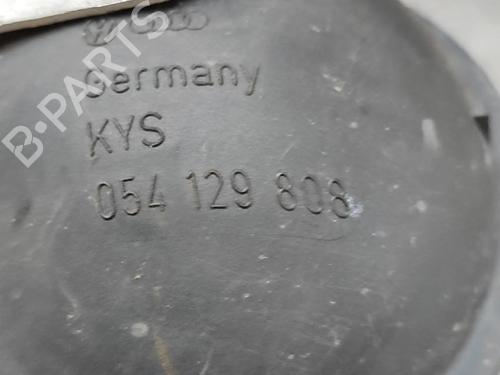 Germany
KYS
054 129 808
B-PARTS